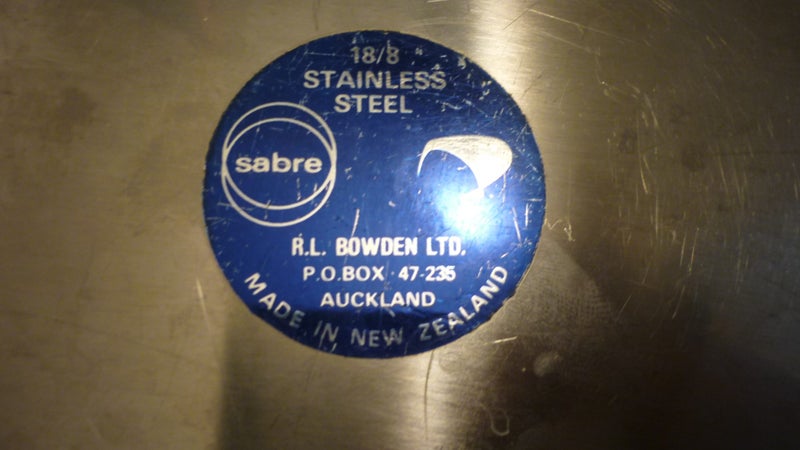 18/8
STAINLESS
STEEL
sabre
R.L. BOWDEN LTD.
P.O.BOX 47-235
AUCKLAND
MADE IN NEW ZEALAND